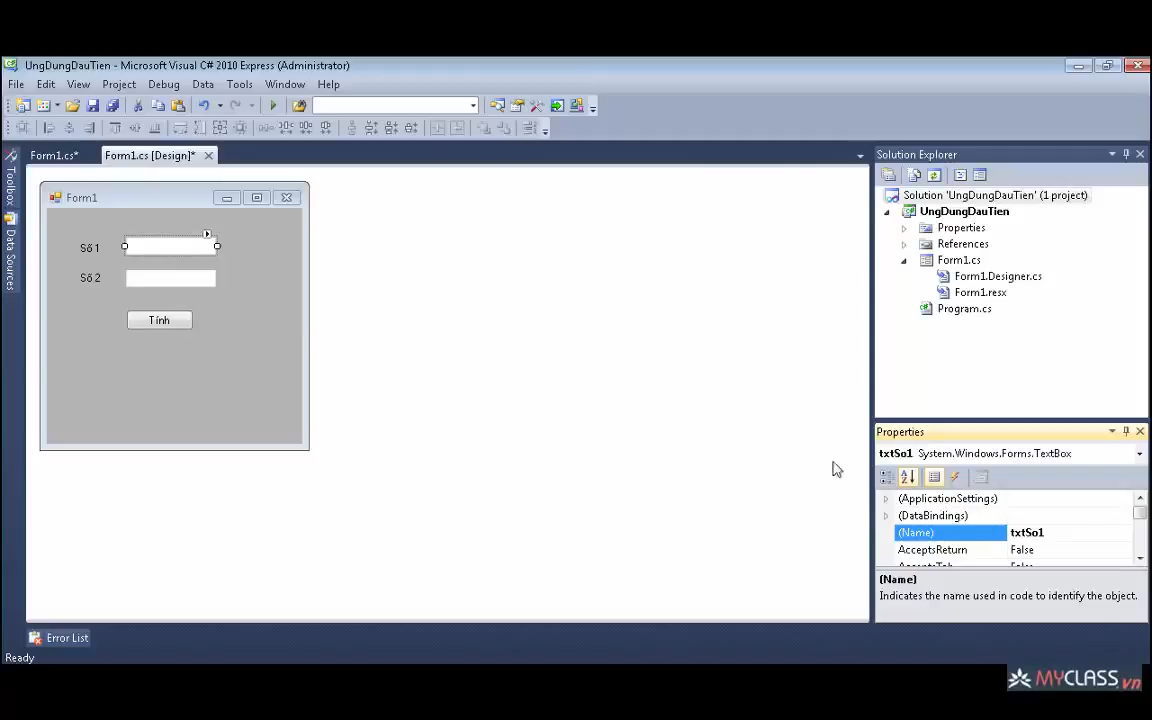 UngDungDauTien - Microsoft Visual C# 2010 Express (Administrator)
File Edit View Project Debug Data Tools Window Help
Form1.cs* Form1.cs [Design]*
Toolbox
Data Sources
Form1
Số 1
Số 2
Tính
Solution Explorer
Solution 'UngDungDauTien' (1 project)
UngDungDauTien
Properties
References
Form1.cs
Form1.Designer.cs
Form1.resx
Program.cs
Properties
txtSo1 System.Windows.Forms.TextBox
(ApplicationSettings)
(DataBindings)
(Name) txtSo1
AcceptsReturn False
(Name)
Indicates the name used in code to identify the object.
Error List
Ready
MYCLASS.vn